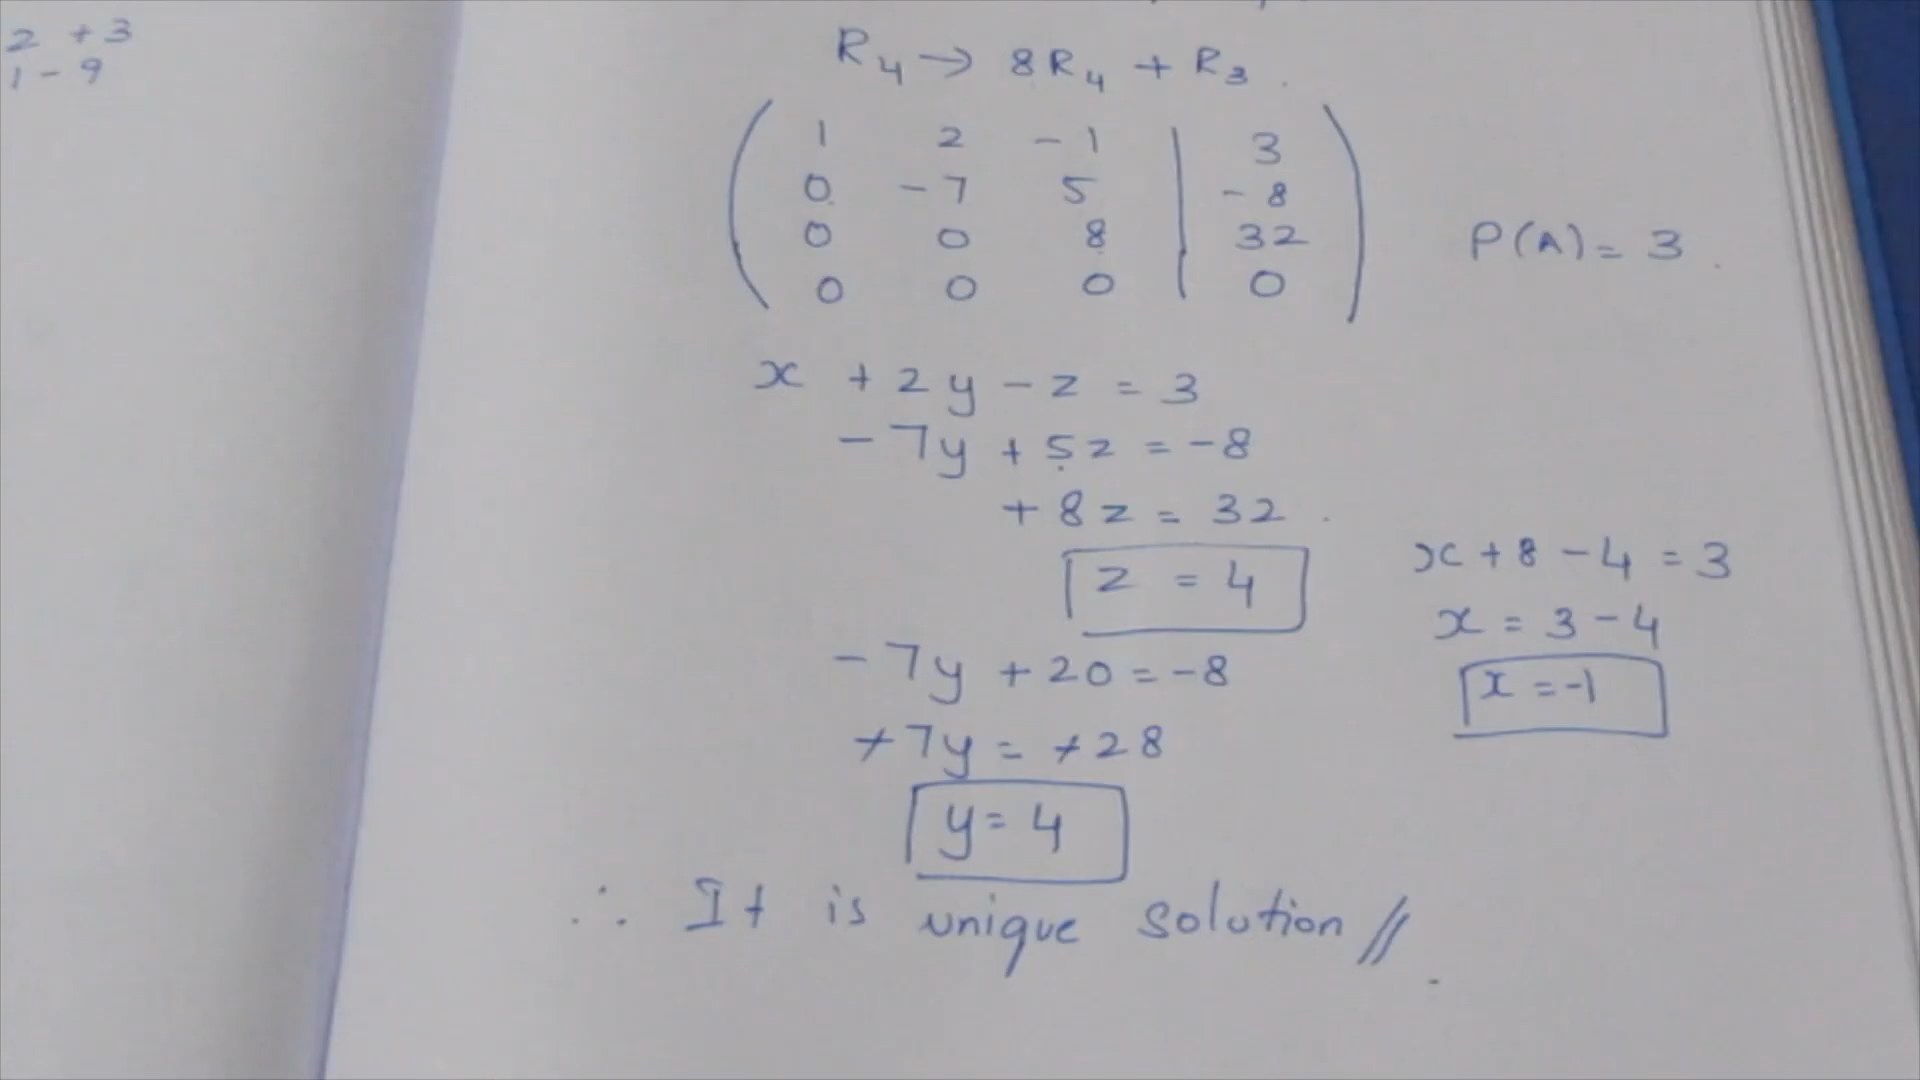 2 + 3
1 - 9
R4 → 8R4 + R3
1 2 -1 | 3
0 -7 5 | -8
0 0 8 | 32
0 0 0 | 0
P(A) = 3
x + 2y - z = 3
-7y + 5z = -8
+ 8z = 32
z = 4
-7y + 20 = -8
+7y = +28
y = 4
x + 8 - 4 = 3
x = 3 - 4
x = -1
∴ It is unique solution //